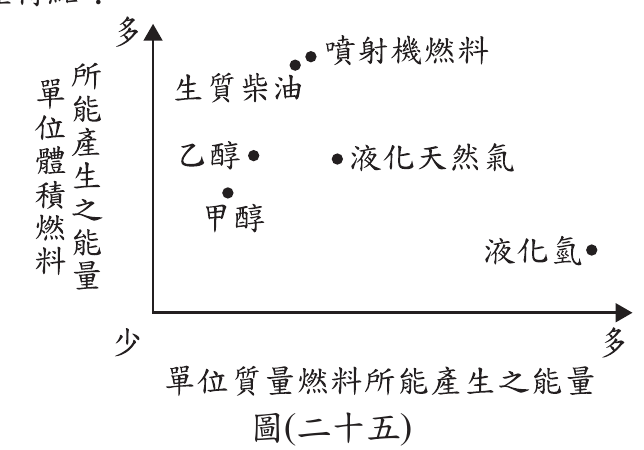 多
噴射機燃料
生質柴油
單位體積燃料
所能產生之能量
乙醇
液化天然氣
甲醇
液化氫
少
多
單位質量燃料所能產生之能量
圖(二十五)